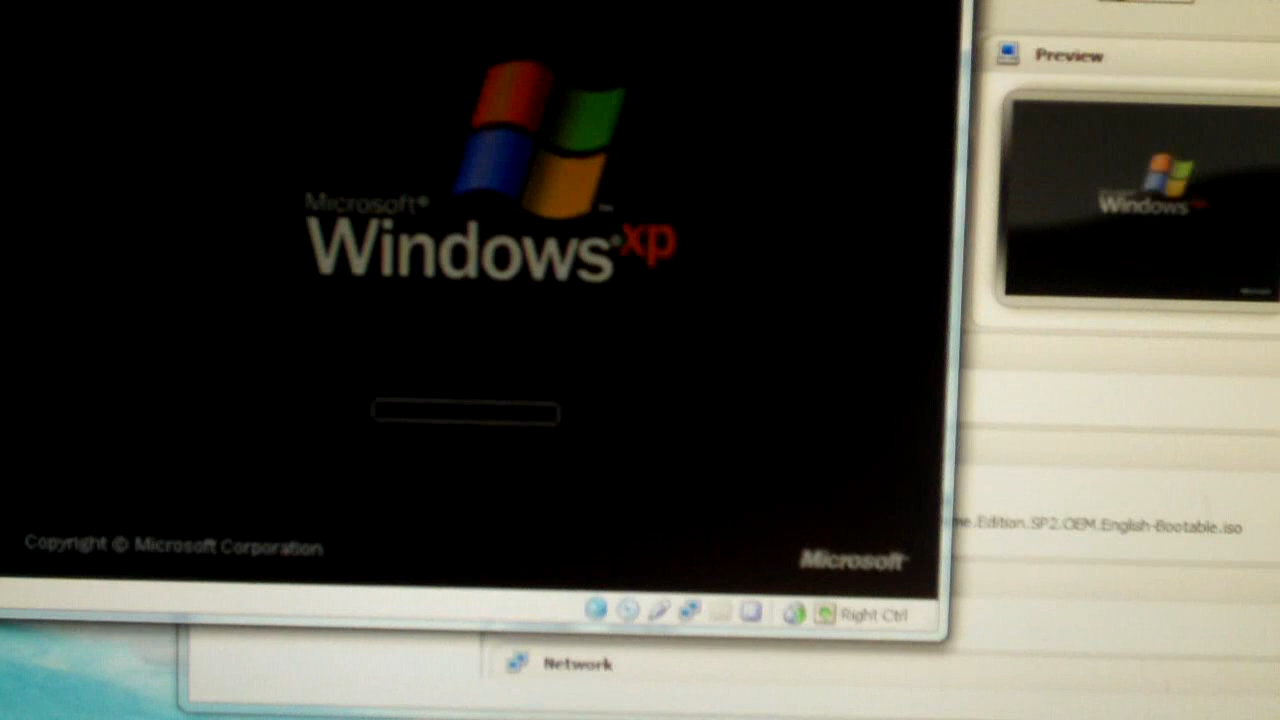 Microsoft®
Windows® xp
Copyright © Microsoft Corporation
Microsoft
Right Ctrl
Preview
Windows xp
me.Edition.SP2.OEM.English-Bootable.iso
Network